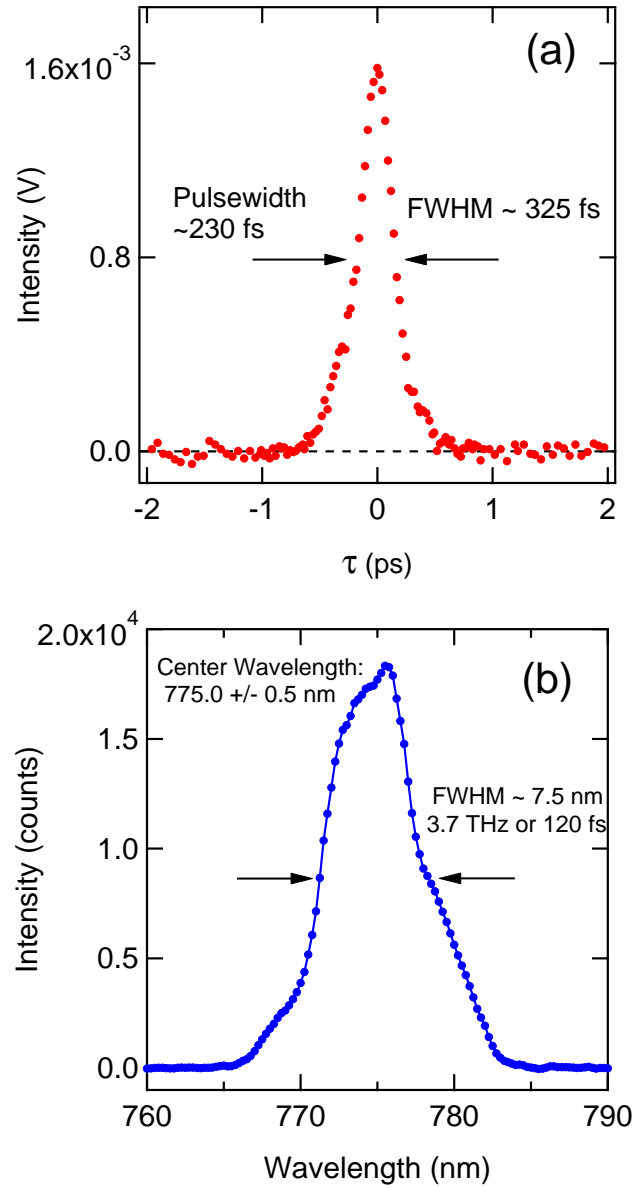 (a)
1.6x10⁻³
0.8
0.0
Intensity (V)
Pulsewidth
~230 fs
FWHM ~ 325 fs
-2 -1 0 1 2
τ (ps)
2.0x10⁴
1.5
1.0
0.5
0.0
Intensity (counts)
Center Wavelength:
775.0 +/- 0.5 nm
(b)
FWHM ~ 7.5 nm
3.7 THz or 120 fs
760 770 780 790
Wavelength (nm)